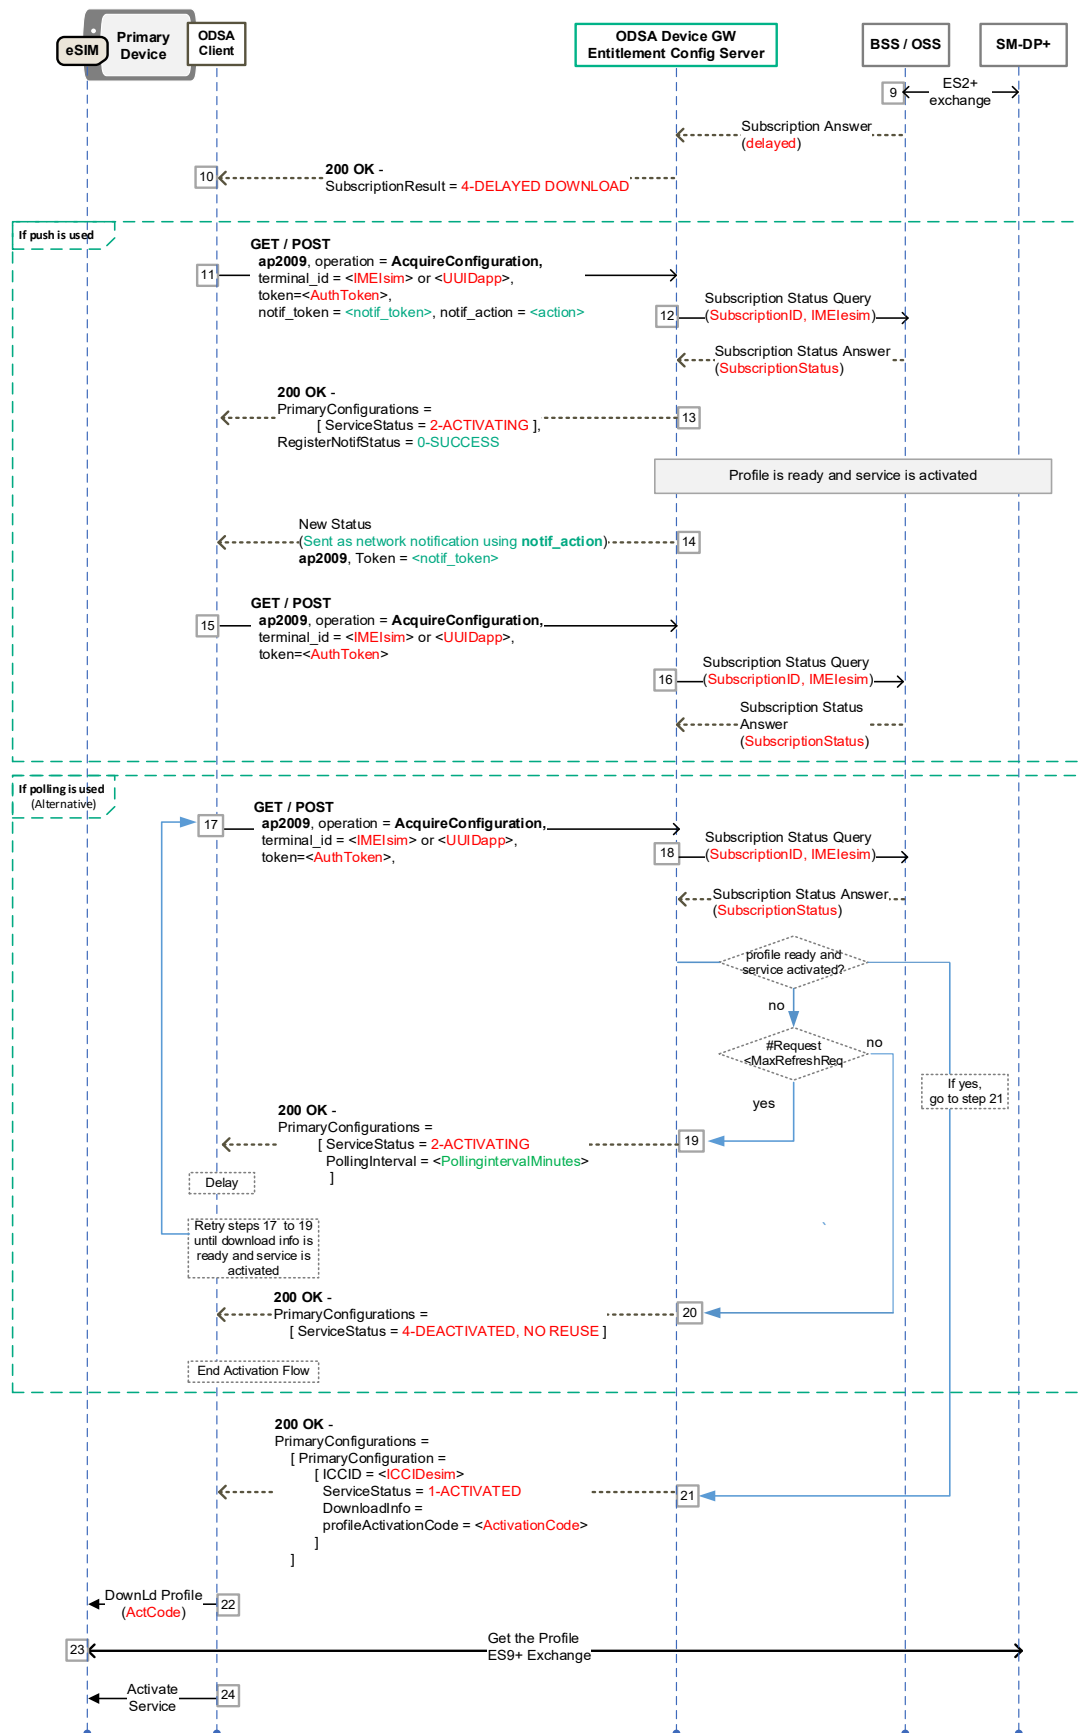 eSIM
Primary
Device
ODSA
Client
ODSA Device GW
Entitlement Config Server
BSS / OSS
SM-DP+
9
ES2+
exchange
Subscription Answer
(delayed)
10
200 OK -
SubscriptionResult = 4-DELAYED DOWNLOAD
If push is used
GET / POST
ap2009, operation = AcquireConfiguration,
11
terminal_id = <IMEIsim> or <UUIDapp>,
token=<AuthToken>,
notif_token = <notif_token>, notif_action = <action>
12
Subscription Status Query
(SubscriptionID, IMEIesim)
Subscription Status Answer
(SubscriptionStatus)
200 OK -
PrimaryConfigurations =
[ ServiceStatus = 2-ACTIVATING ],
RegisterNotifStatus = 0-SUCCESS
13
Profile is ready and service is activated
New Status
(Sent as network notification using notif_action)
ap2009, Token = <notif_token>
14
GET / POST
15
ap2009, operation = AcquireConfiguration,
terminal_id = <IMEIsim> or <UUIDapp>,
token=<AuthToken>
16
Subscription Status Query
(SubscriptionID, IMEIesim)
Subscription Status
Answer
(SubscriptionStatus)
If polling is used
(Alternative)
17
GET / POST
ap2009, operation = AcquireConfiguration,
terminal_id = <IMEIsim> or <UUIDapp>,
token=<AuthToken>,
18
Subscription Status Query
(SubscriptionID, IMEIesim)
Subscription Status Answer
(SubscriptionStatus)
profile ready and
service activated?
no
#Request
<MaxRefreshReq
no
yes
If yes,
go to step 21
200 OK -
PrimaryConfigurations =
[ ServiceStatus = 2-ACTIVATING
PollingInterval = <PollingintervalMinutes>
]
19
Delay
Retry steps 17 to 19
until download info is
ready and service is
activated
200 OK -
PrimaryConfigurations =
[ ServiceStatus = 4-DEACTIVATED, NO REUSE ]
20
End Activation Flow
200 OK -
PrimaryConfigurations =
[ PrimaryConfiguration =
[ ICCID = <ICCIDesim>
ServiceStatus = 1-ACTIVATED
DownloadInfo =
profileActivationCode = <ActivationCode>
]
]
21
DownLd Profile
(ActCode)
22
23
Get the Profile
ES9+ Exchange
Activate
Service
24